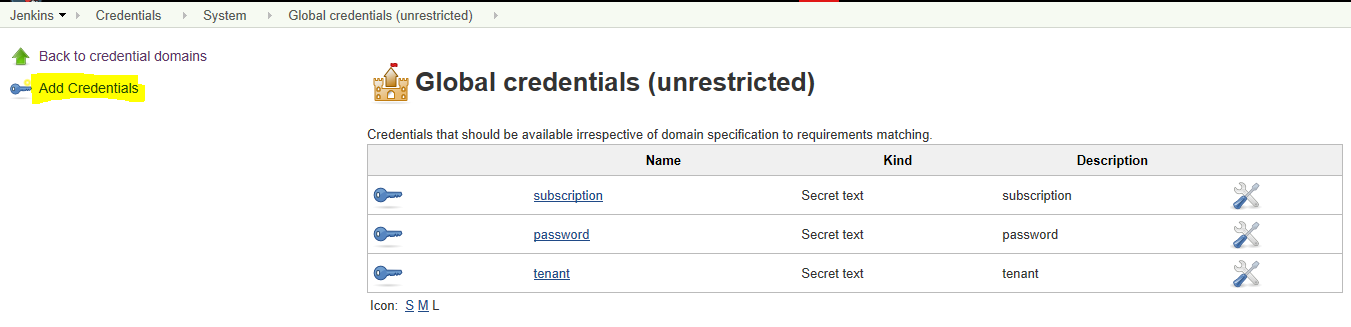 Jenkins Credentials System Global credentials (unrestricted)
Back to credential domains
Add Credentials
Global credentials (unrestricted)
Credentials that should be available irrespective of domain specification to requirements matching.
Name Kind Description
subscription Secret text subscription
password Secret text password
tenant Secret text tenant
Icon: S M L